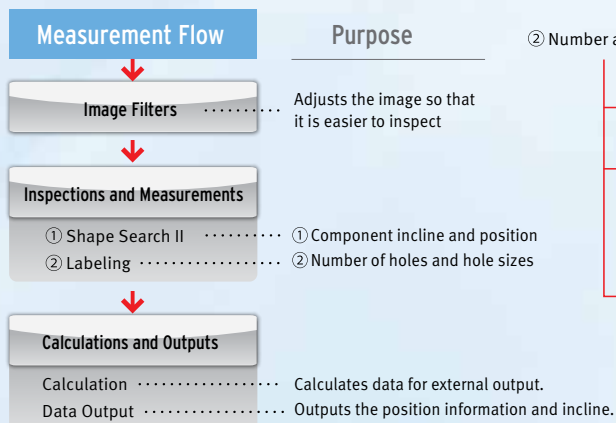 Measurement Flow
Purpose
② Number a
Image Filters ·········· Adjusts the image so that
it is easier to inspect
Inspections and Measurements
① Shape Search II ·········· ① Component incline and position
② Labeling ·················· ② Number of holes and hole sizes
Calculations and Outputs
Calculation ·················· Calculates data for external output.
Data Output ·················· Outputs the position information and incline.